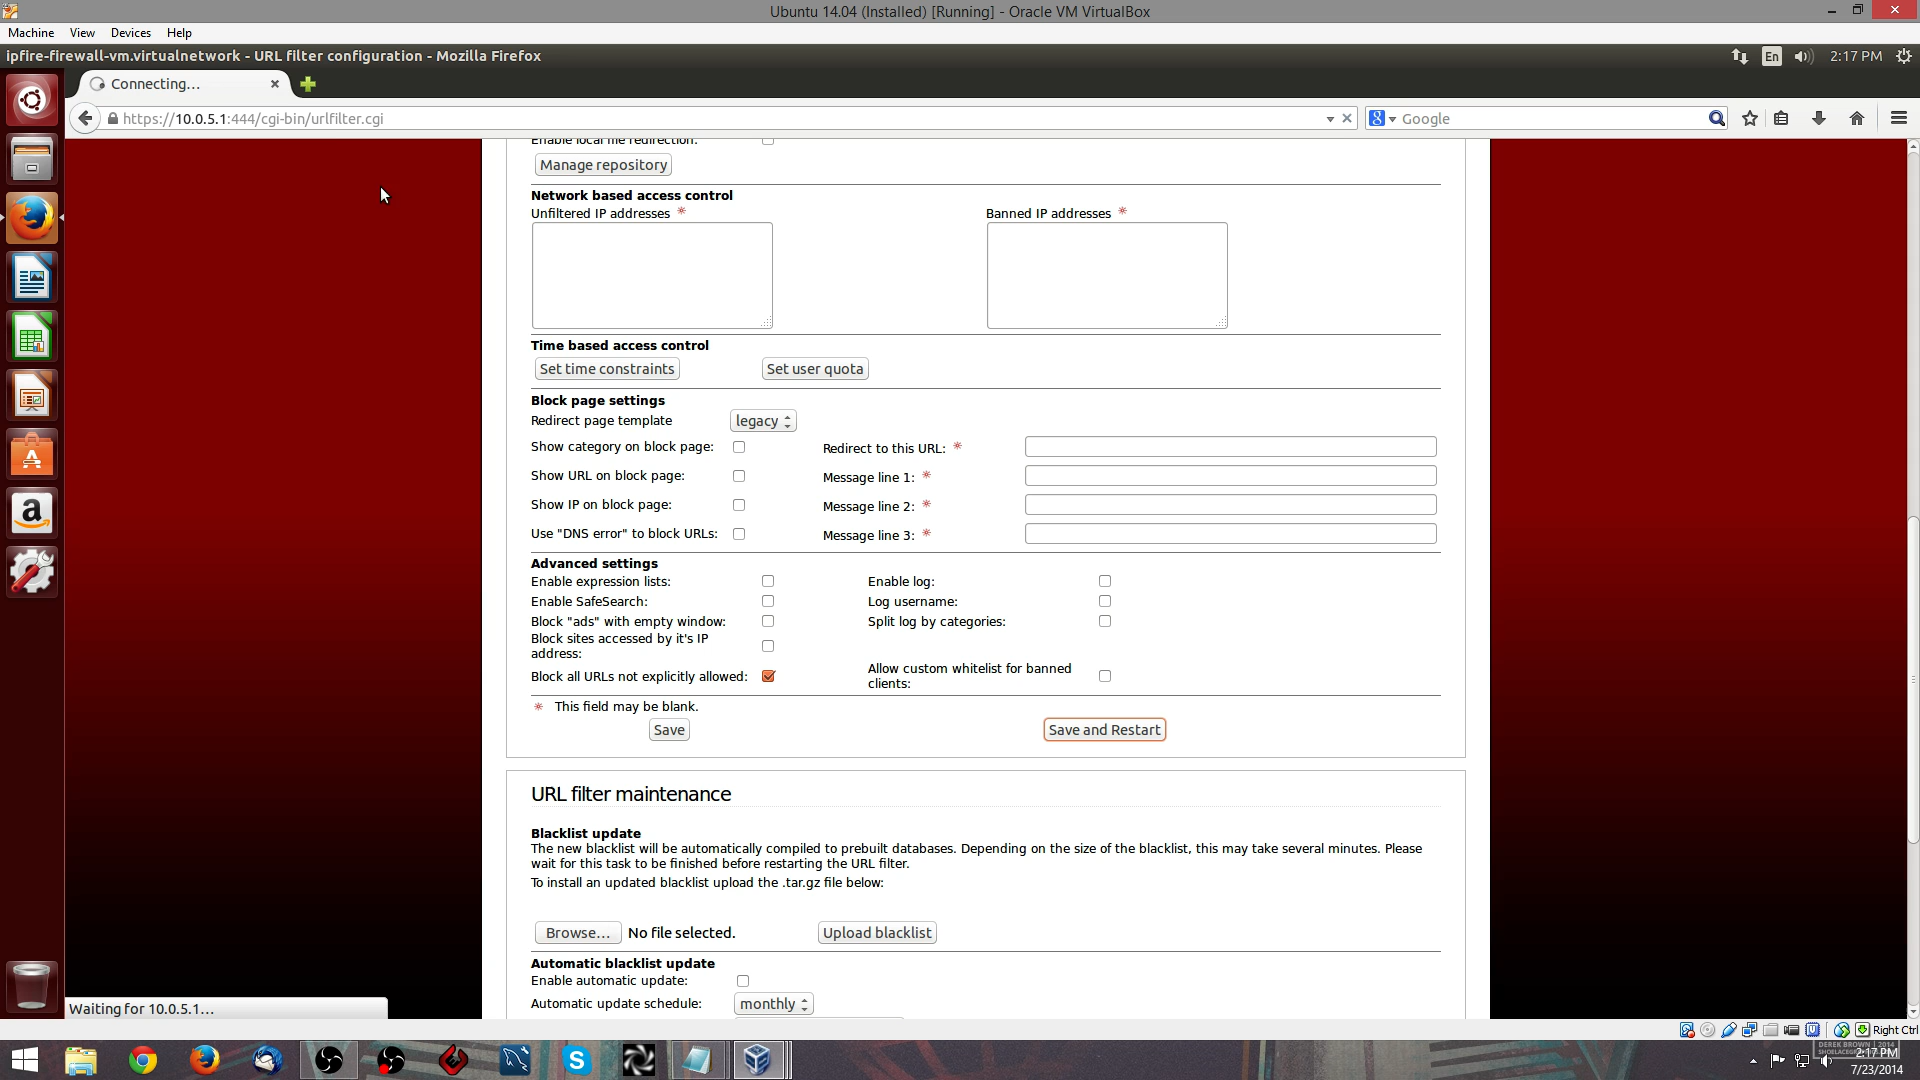 Ubuntu 14.04 (Installed) [Running] - Oracle VM VirtualBox
Machine View Devices Help
ipfire-firewall-vm.virtualnetwork - URL filter configuration - Mozilla Firefox
En 2:17 PM
Connecting...
https://10.0.5.1:444/cgi-bin/urlfilter.cgi
8 Google
Enable local file redirection:
Manage repository
Network based access control
Unfiltered IP addresses * Banned IP addresses *
Time based access control
Set time constraints Set user quota
Block page settings
Redirect page template legacy
Show category on block page: Redirect to this URL: *
Show URL on block page: Message line 1: *
Show IP on block page: Message line 2: *
Use "DNS error" to block URLs: Message line 3: *
Advanced settings
Enable expression lists: Enable log:
Enable SafeSearch: Log username:
Block "ads" with empty window: Split log by categories:
Block sites accessed by it's IP
address:
Block all URLs not explicitly allowed: Allow custom whitelist for banned
clients:
* This field may be blank.
Save Save and Restart
URL filter maintenance
Blacklist update
The new blacklist will be automatically compiled to prebuilt databases. Depending on the size of the blacklist, this may take several minutes. Please
wait for this task to be finished before restarting the URL filter.
To install an updated blacklist upload the .tar.gz file below:
Browse... No file selected. Upload blacklist
Automatic blacklist update
Enable automatic update:
Automatic update schedule: monthly
Waiting for 10.0.5.1...
Right Ctrl
DEREK BROWN | 2014
2:17 PM
7/23/2014